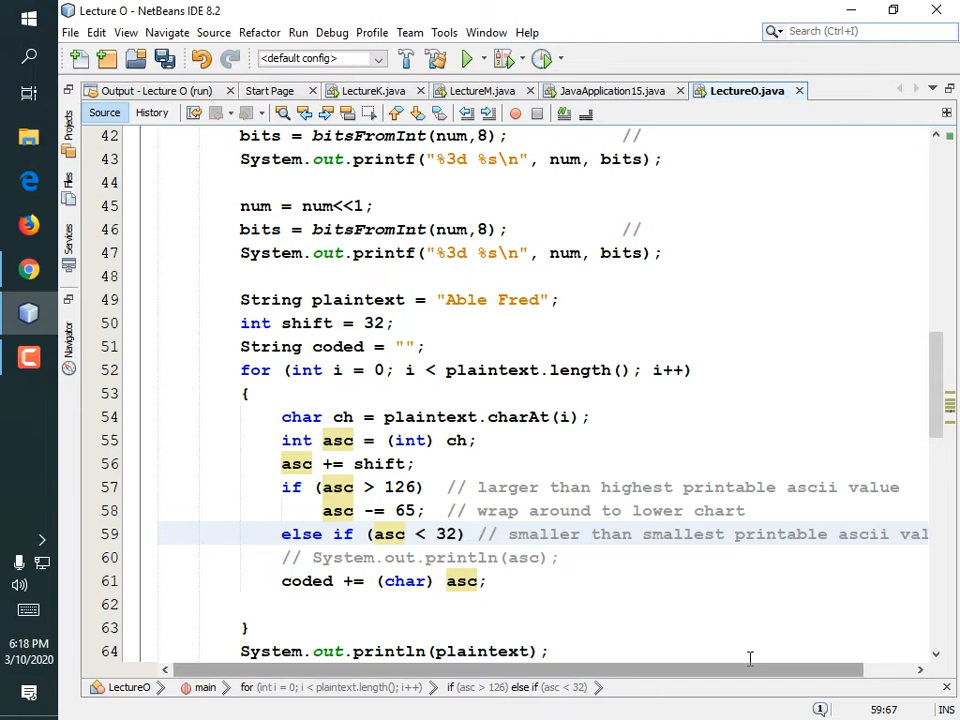 Lecture O - NetBeans IDE 8.2
File Edit View Navigate Source Refactor Run Debug Profile Team Tools Window Help
Search (Ctrl+I)
<default config>
Output - Lecture O (run) Start Page LectureK.java LectureM.java JavaApplication15.java LectureO.java
Source History
Projects
Files
Services
Navigator
42 bits = bitsFromInt(num,8); //
43 System.out.printf("%3d %s\n", num, bits);
44
45 num = num<<1;
46 bits = bitsFromInt(num,8); //
47 System.out.printf("%3d %s\n", num, bits);
48
49 String plaintext = "Able Fred";
50 int shift = 32;
51 String coded = "";
52 for (int i = 0; i < plaintext.length(); i++)
53 {
54 char ch = plaintext.charAt(i);
55 int asc = (int) ch;
56 asc += shift;
57 if (asc > 126) // larger than highest printable ascii value
58 asc -= 65; // wrap around to lower chart
59 else if (asc < 32) // smaller than smallest printable ascii val
60 // System.out.println(asc);
61 coded += (char) asc;
62
63 }
64 System.out.println(plaintext);
LectureO main for (int i = 0; i < plaintext.length(); i++) if (asc > 126) else if (asc < 32)
6:18 PM
3/10/2020
1 59:67 INS